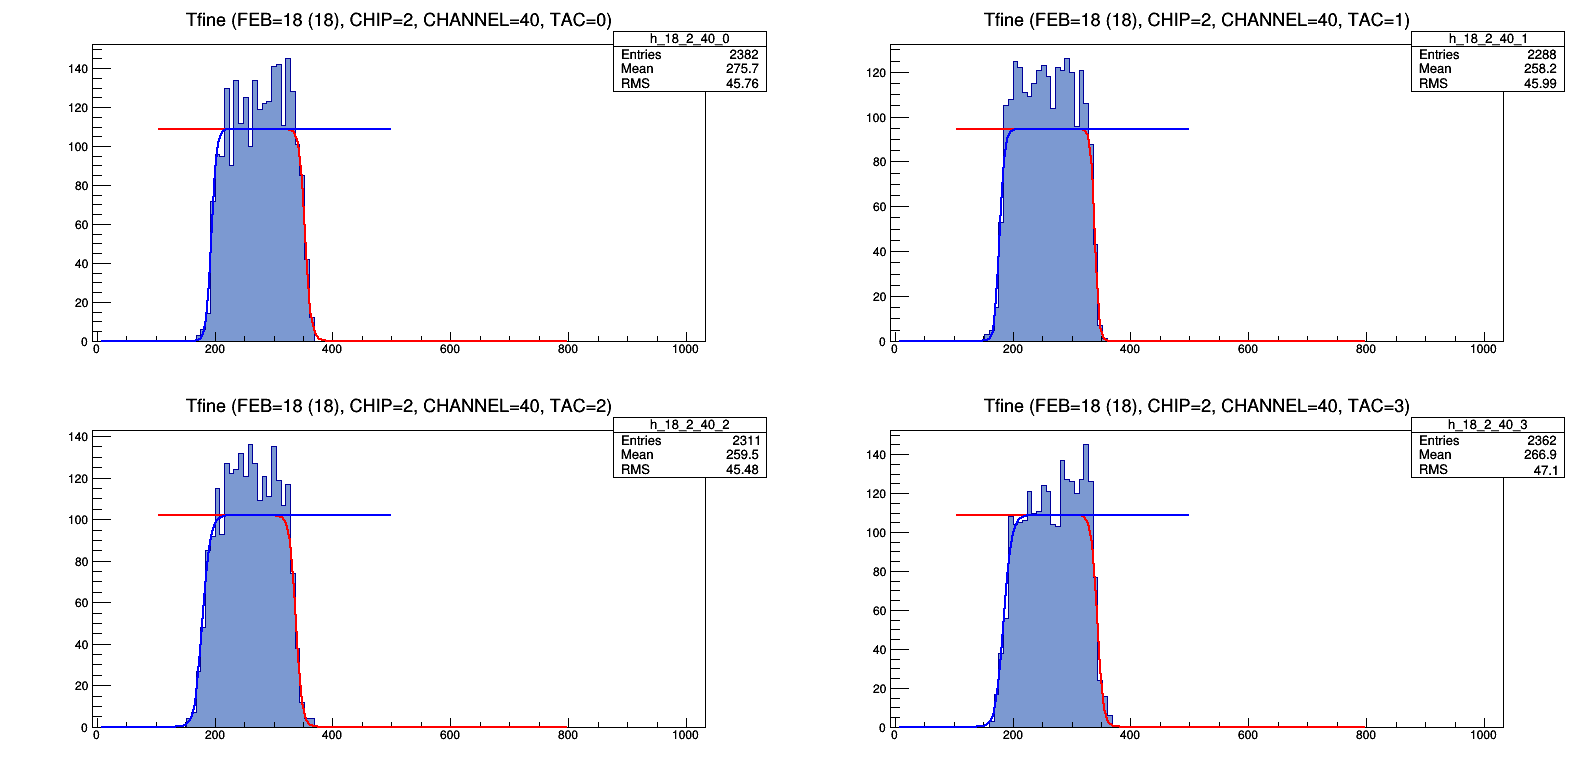 Tfine (FEB=18 (18), CHIP=2, CHANNEL=40, TAC=0)
h_18_2_40_0
Entries 2382
Mean 275.7
RMS 45.76
140
120
100
80
60
40
20
0
0 200 400 600 800 1000
Tfine (FEB=18 (18), CHIP=2, CHANNEL=40, TAC=1)
h_18_2_40_1
Entries 2288
Mean 258.2
RMS 45.99
120
100
80
60
40
20
0
0 200 400 600 800 1000
Tfine (FEB=18 (18), CHIP=2, CHANNEL=40, TAC=2)
h_18_2_40_2
Entries 2311
Mean 259.5
RMS 45.48
140
120
100
80
60
40
20
0
0 200 400 600 800 1000
Tfine (FEB=18 (18), CHIP=2, CHANNEL=40, TAC=3)
h_18_2_40_3
Entries 2362
Mean 266.9
RMS 47.1
140
120
100
80
60
40
20
0
0 200 400 600 800 1000